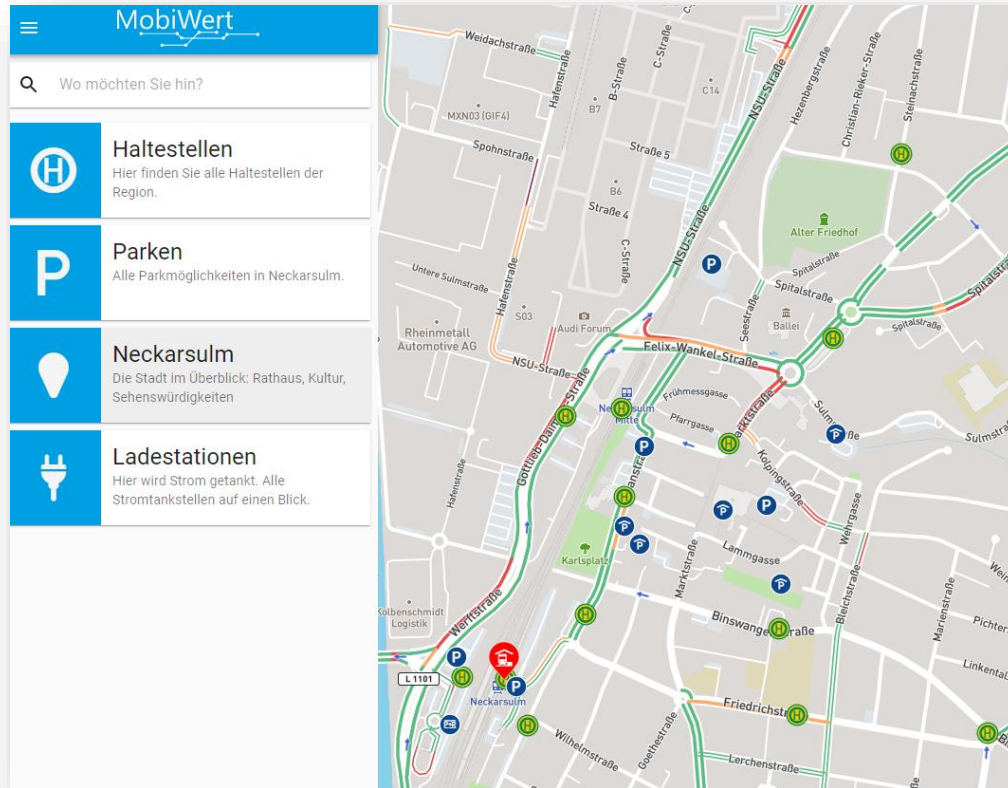 MobiWert
Wo möchten Sie hin?
Haltestellen
Hier finden Sie alle Haltestellen der
Region.
Parken
Alle Parkmöglichkeiten in Neckarsulm.
Neckarsulm
Die Stadt im Überblick: Rathaus, Kultur,
Sehenswürdigkeiten
Ladestationen
Hier wird Strom getankt. Alle
Stromtankstellen auf einen Blick.
Weidachstraße
Hafenstraße
B-Straße
C-Straße
C14
NSU-Straße
Hezenbergstraße
Christian-Rieker-Straße
Steinachstraße
MXN03 (GIF4)
B7
Spohnstraße
Straße 5
B6
Straße 4
C-Straße
NSU-Straße
Alter Friedhof
Untere Sulmstraße
Hafenstraße
Spitalstraße
Spitalstraße
S03
Audi Forum
Seestraße
Ballei
Spitalstraße
Rheinmetall
Automotive AG
NSU-Straße
Felix-Wankel-Straße
Frühmessgasse
Pfarrgasse
Kolpingstraße
Wehrgasse
Hafenstraße
Karlsplatz
Marktstraße
Lammgasse
Bleichstraße
Marienstraße
Kolbenschmidt
Logistik
Werftstraße
L 1101
Neckarsulm
Friedrichstr
Wilhelmstraße
Goethestraße
Lerchenstraße